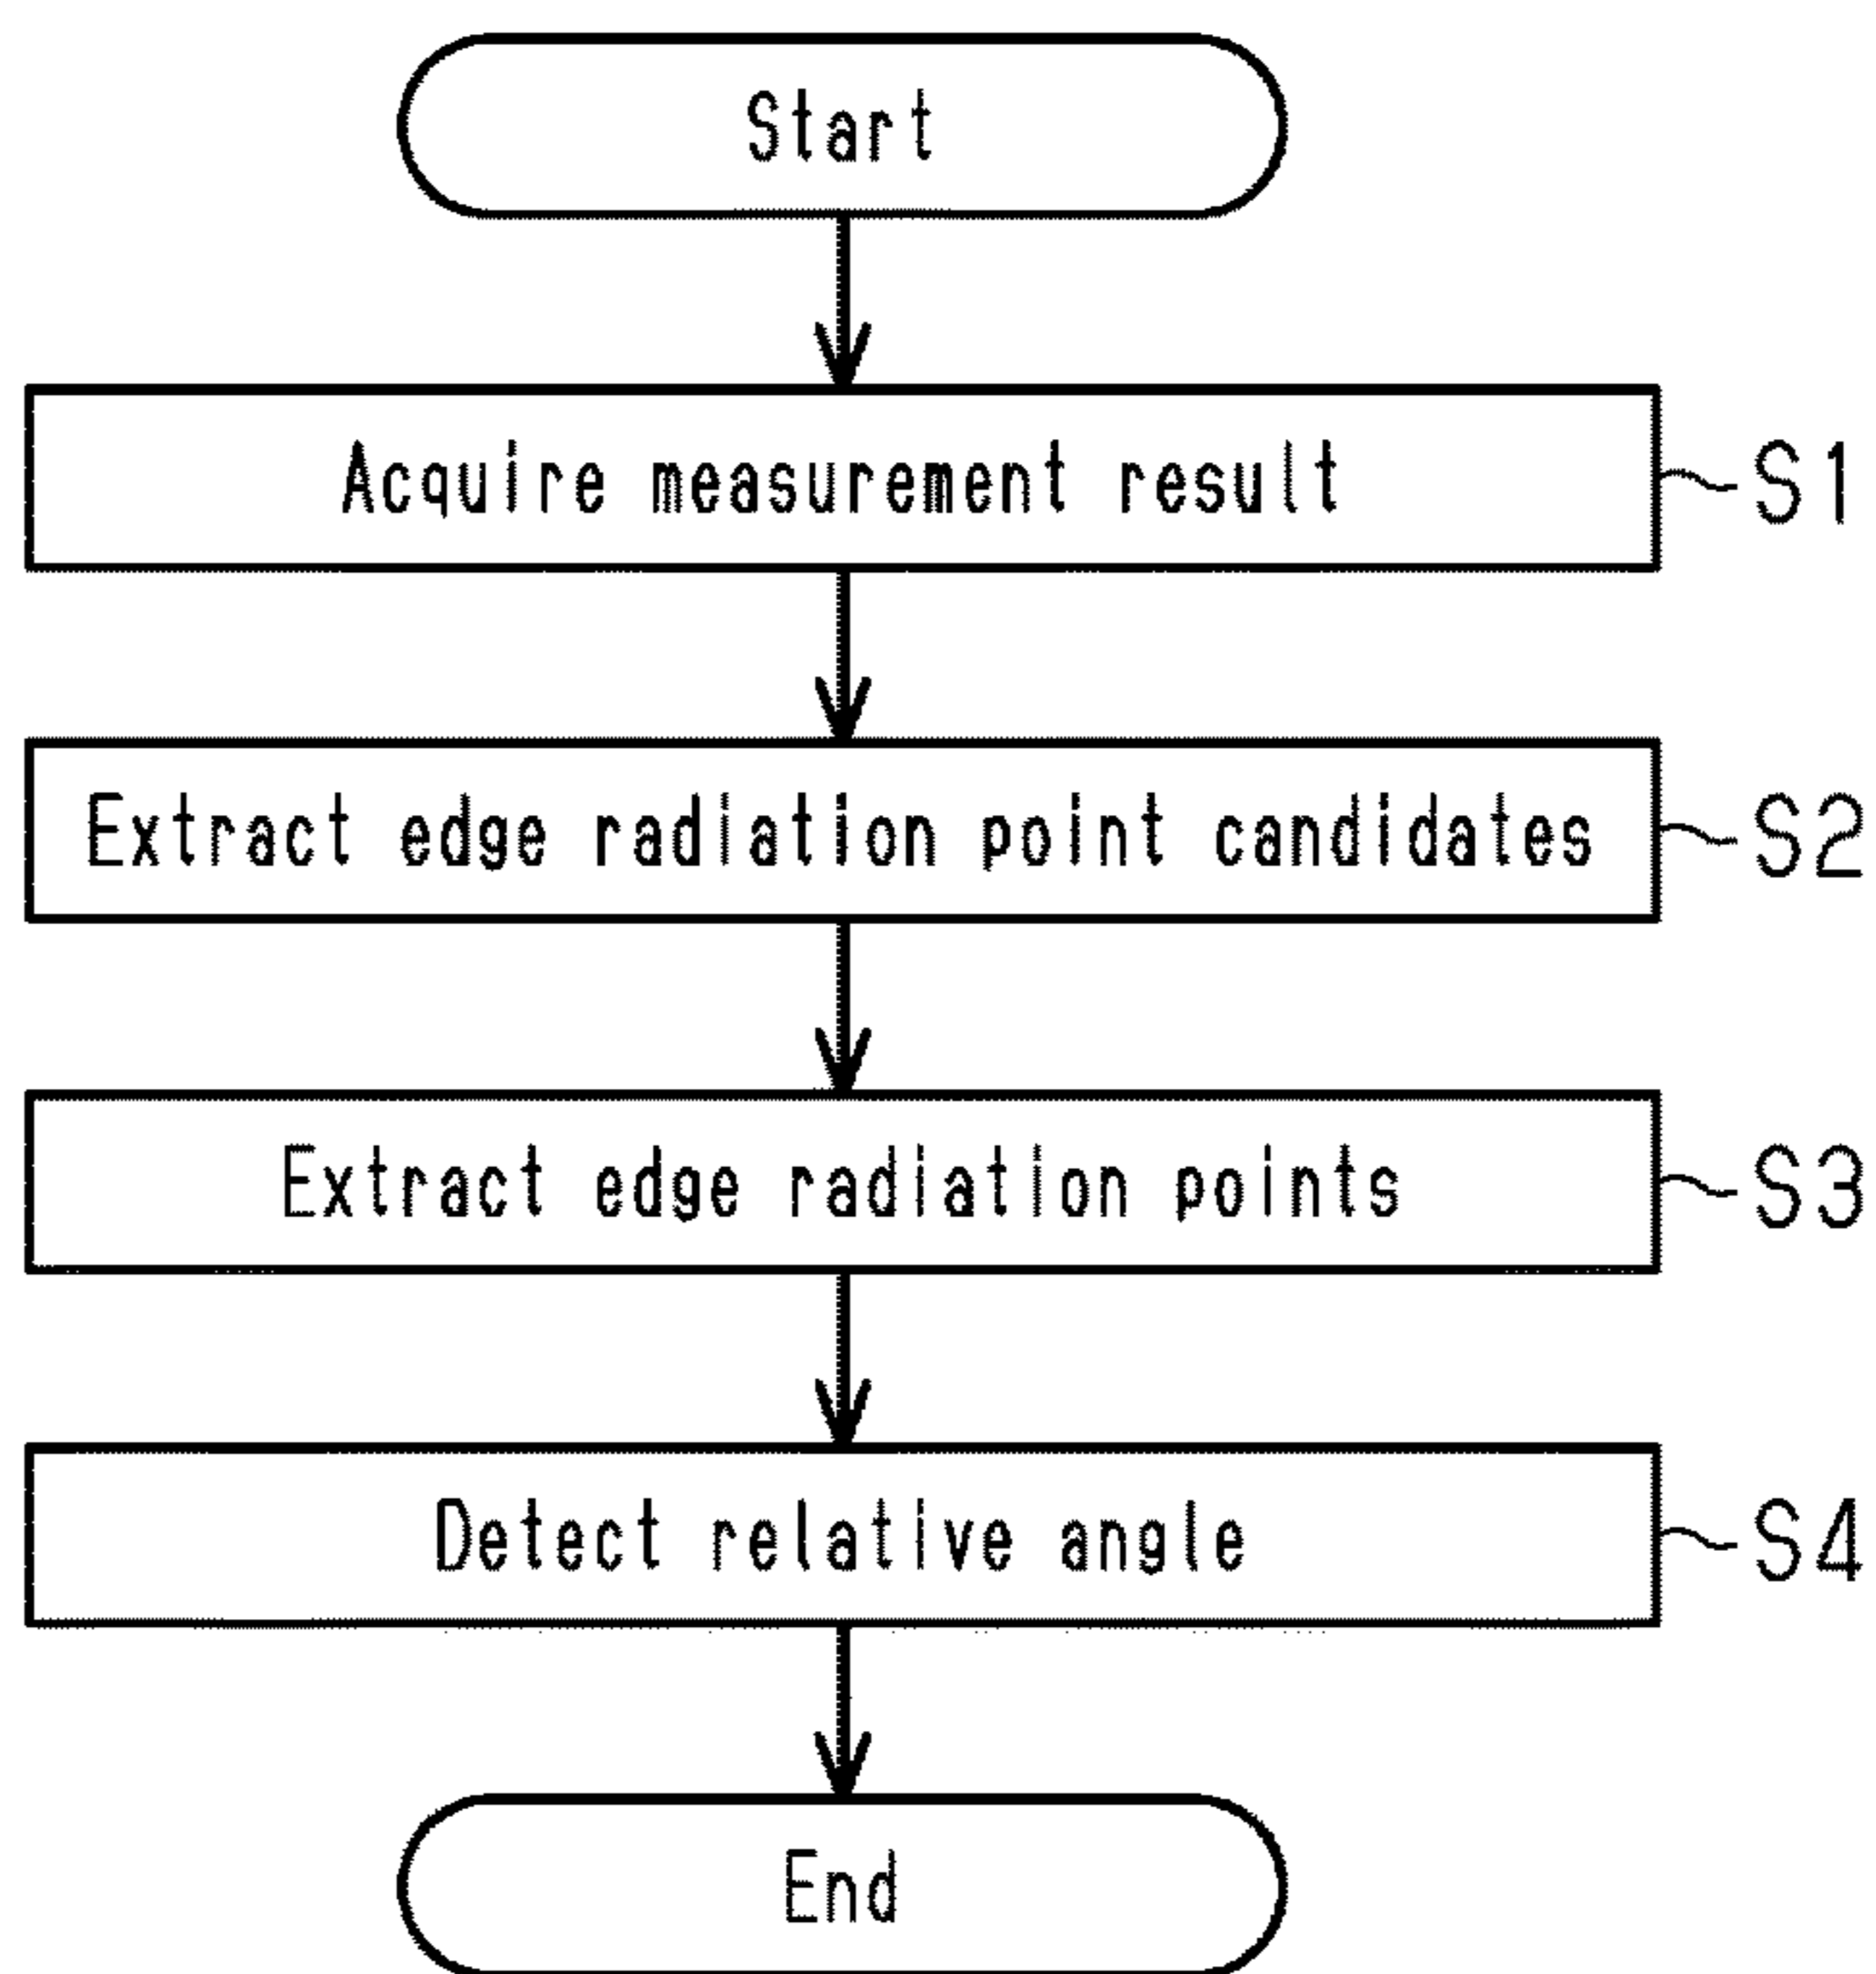 Start
Acquire measurement result S1
Extract edge radiation point candidates S2
Extract edge radiation points S3
Detect relative angle S4
End